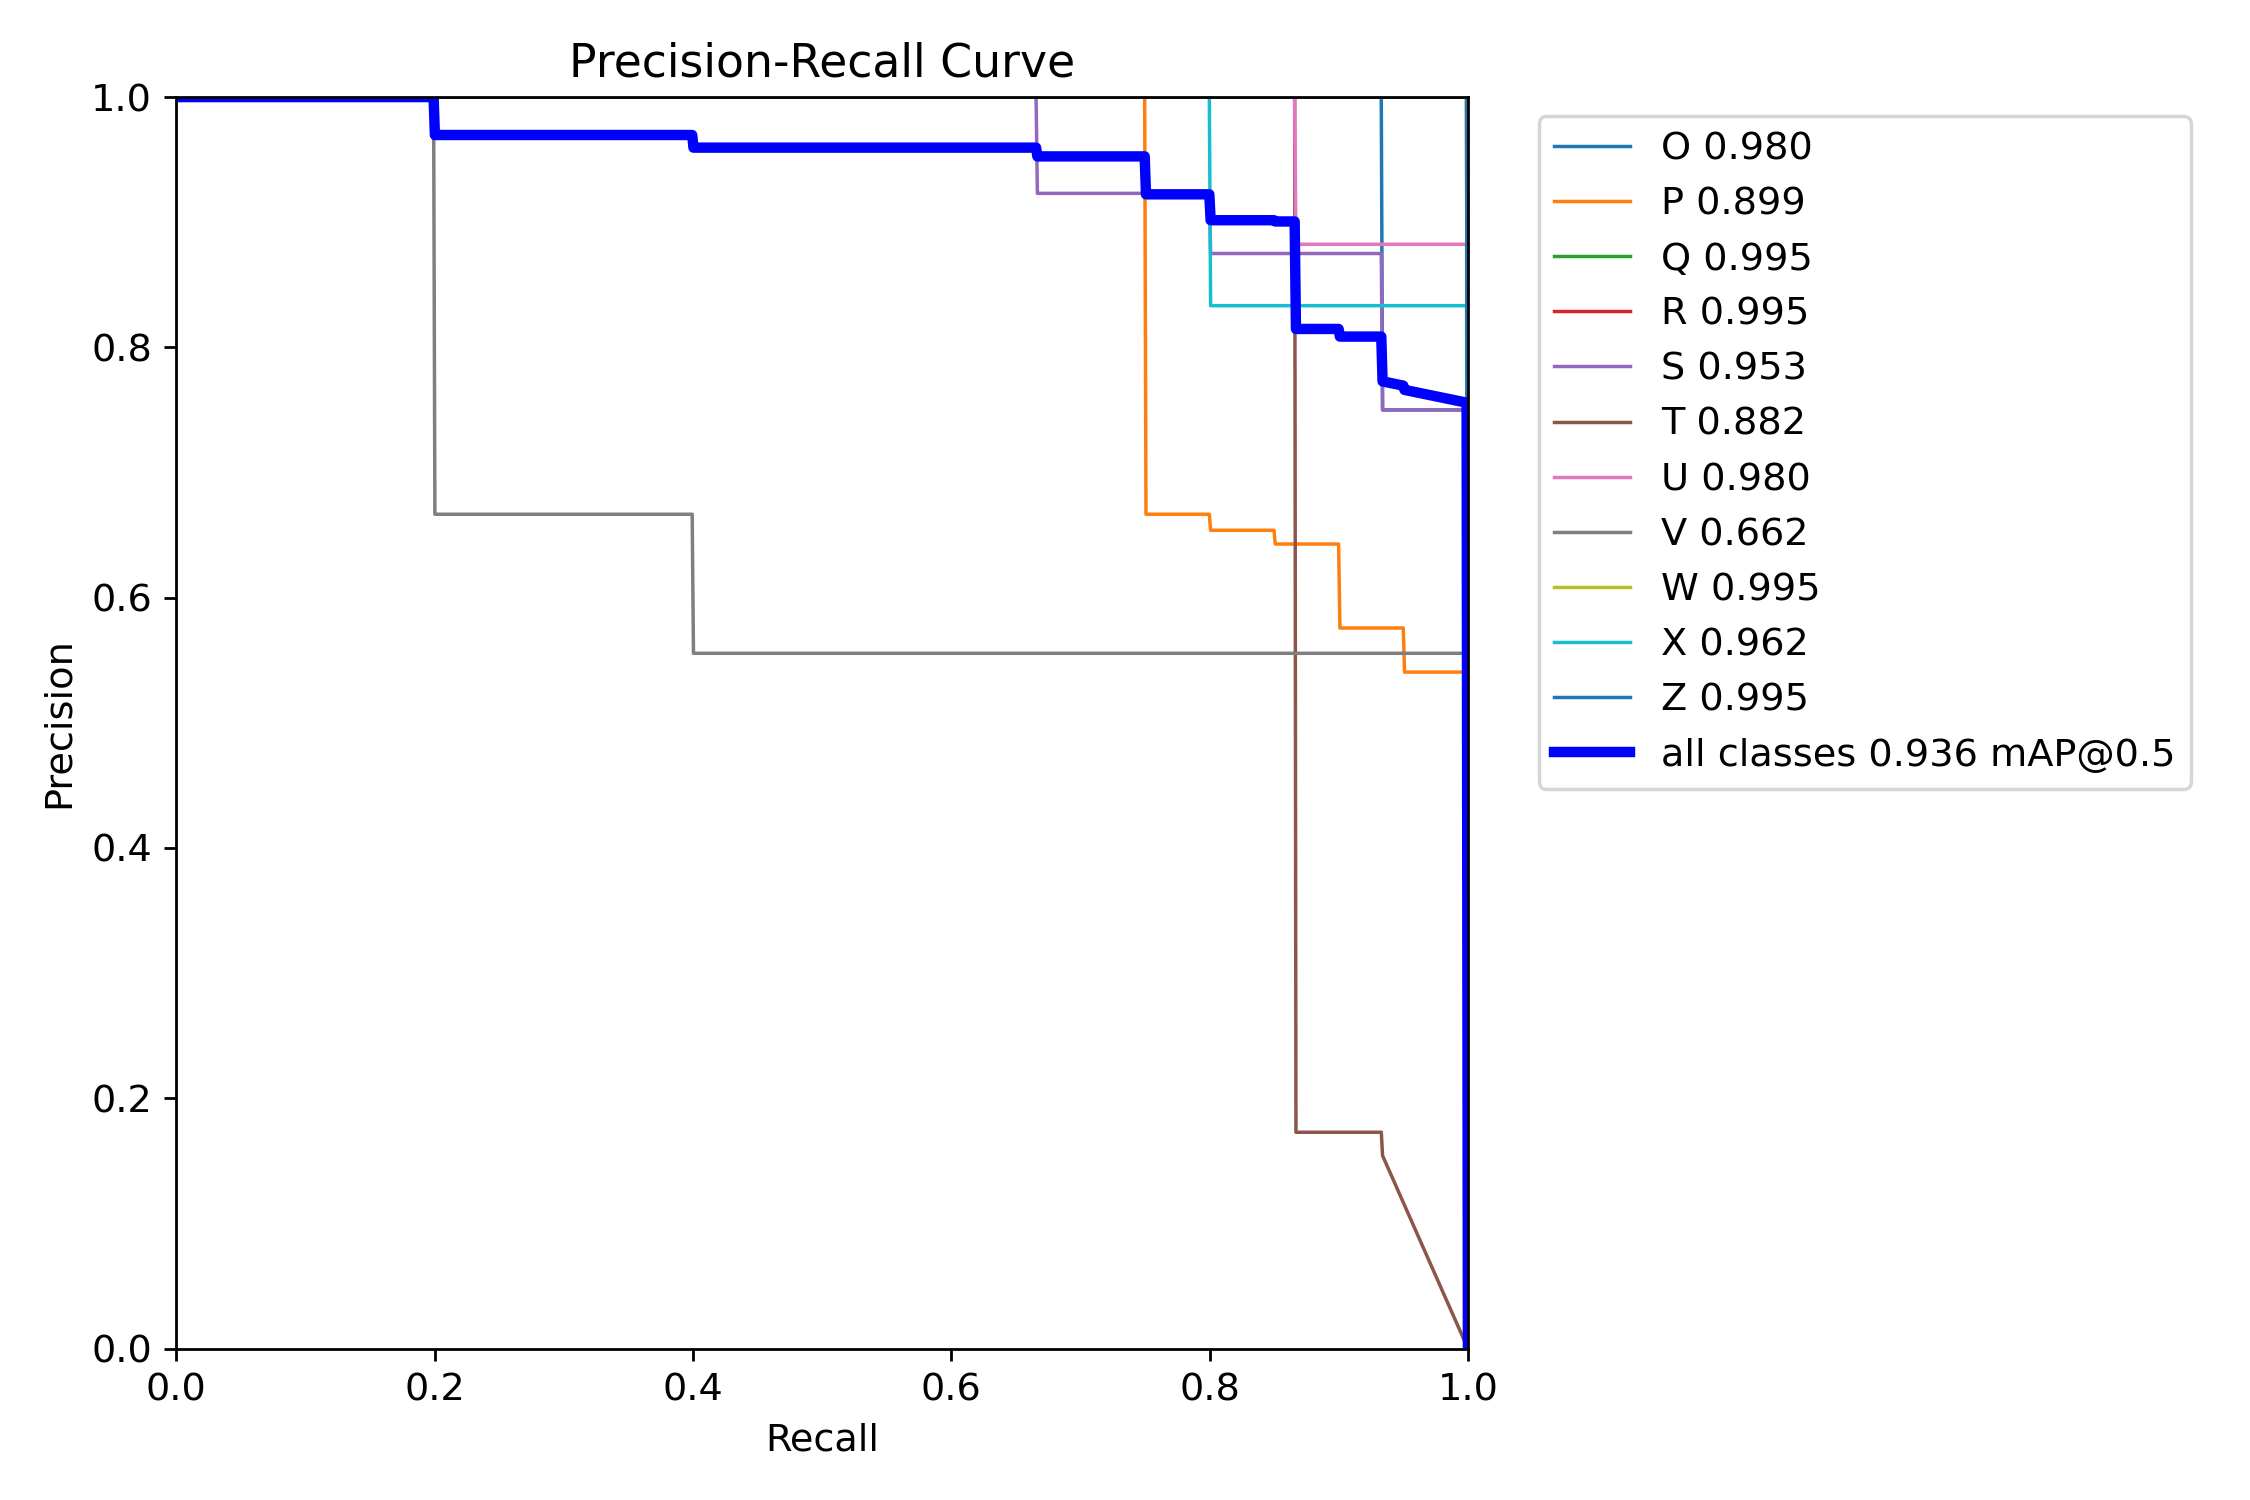 Precision-Recall Curve
1.0
0.8
0.6
0.4
0.2
0.0
Precision
0.0 0.2 0.4 0.6 0.8 1.0
Recall
O 0.980
P 0.899
Q 0.995
R 0.995
S 0.953
T 0.882
U 0.980
V 0.662
W 0.995
X 0.962
Z 0.995
all classes 0.936 mAP@0.5